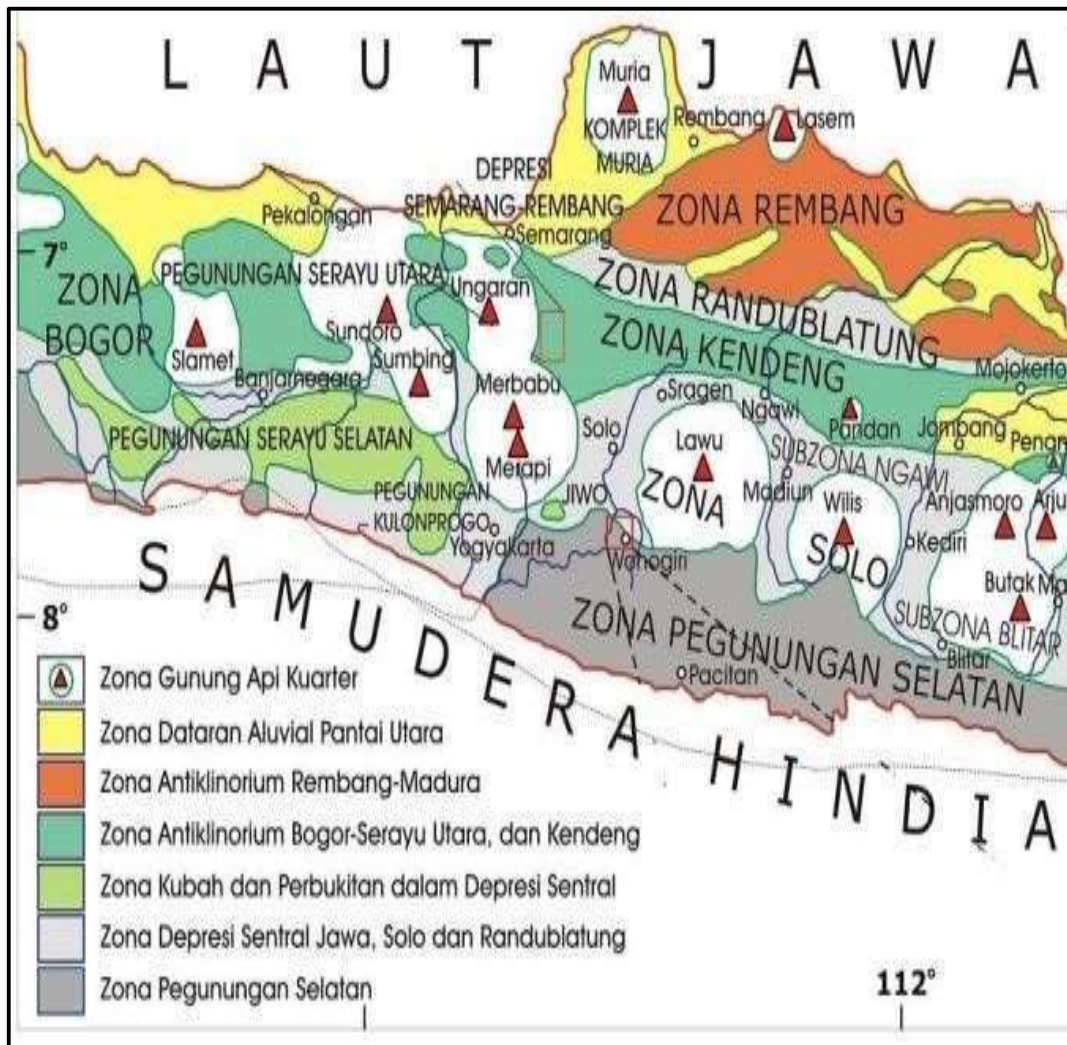 LAUT JAWA
Muria
KOMPLEK
MURIA
Rembang
Lasem
DEPRESI
SEMARANG-REMBANG
ZONA REMBANG
Pekalongan
Semarang
7°
ZONA
BOGOR
PEGUNUNGAN SERAYU UTARA
Ungaran
ZONA RANDUBLATUNG
Slamet
Sundoro
Sumbing
ZONA KENDENG
Banjarnegara
Merbabu
Sragen
Ngawi
Pandan
Mojokerto
Jombang
Penan
PEGUNUNGAN SERAYU SELATAN
Merapi
Solo
Lawu
ZONA
SOLO
Madiun
SUBZONA NGAWI
Wilis
Anjasmoro
Arju
PEGUNUNGAN
KULONPROGO
JIWO
Yogyakarta
Wonogiri
Kediri
Butak
Ma
8°
SAMUDERA HINDIA
ZONA PEGUNUNGAN SELATAN
SUBZONA BLITAR
Blitar
Pacitan
Zona Gunung Api Kuarter
Zona Dataran Aluvial Pantai Utara
Zona Antiklinorium Rembang-Madura
Zona Antiklinorium Bogor-Serayu Utara, dan Kendeng
Zona Kubah dan Perbukitan dalam Depresi Sentral
Zona Depresi Sentral Jawa, Solo dan Randublatung
Zona Pegunungan Selatan
112°